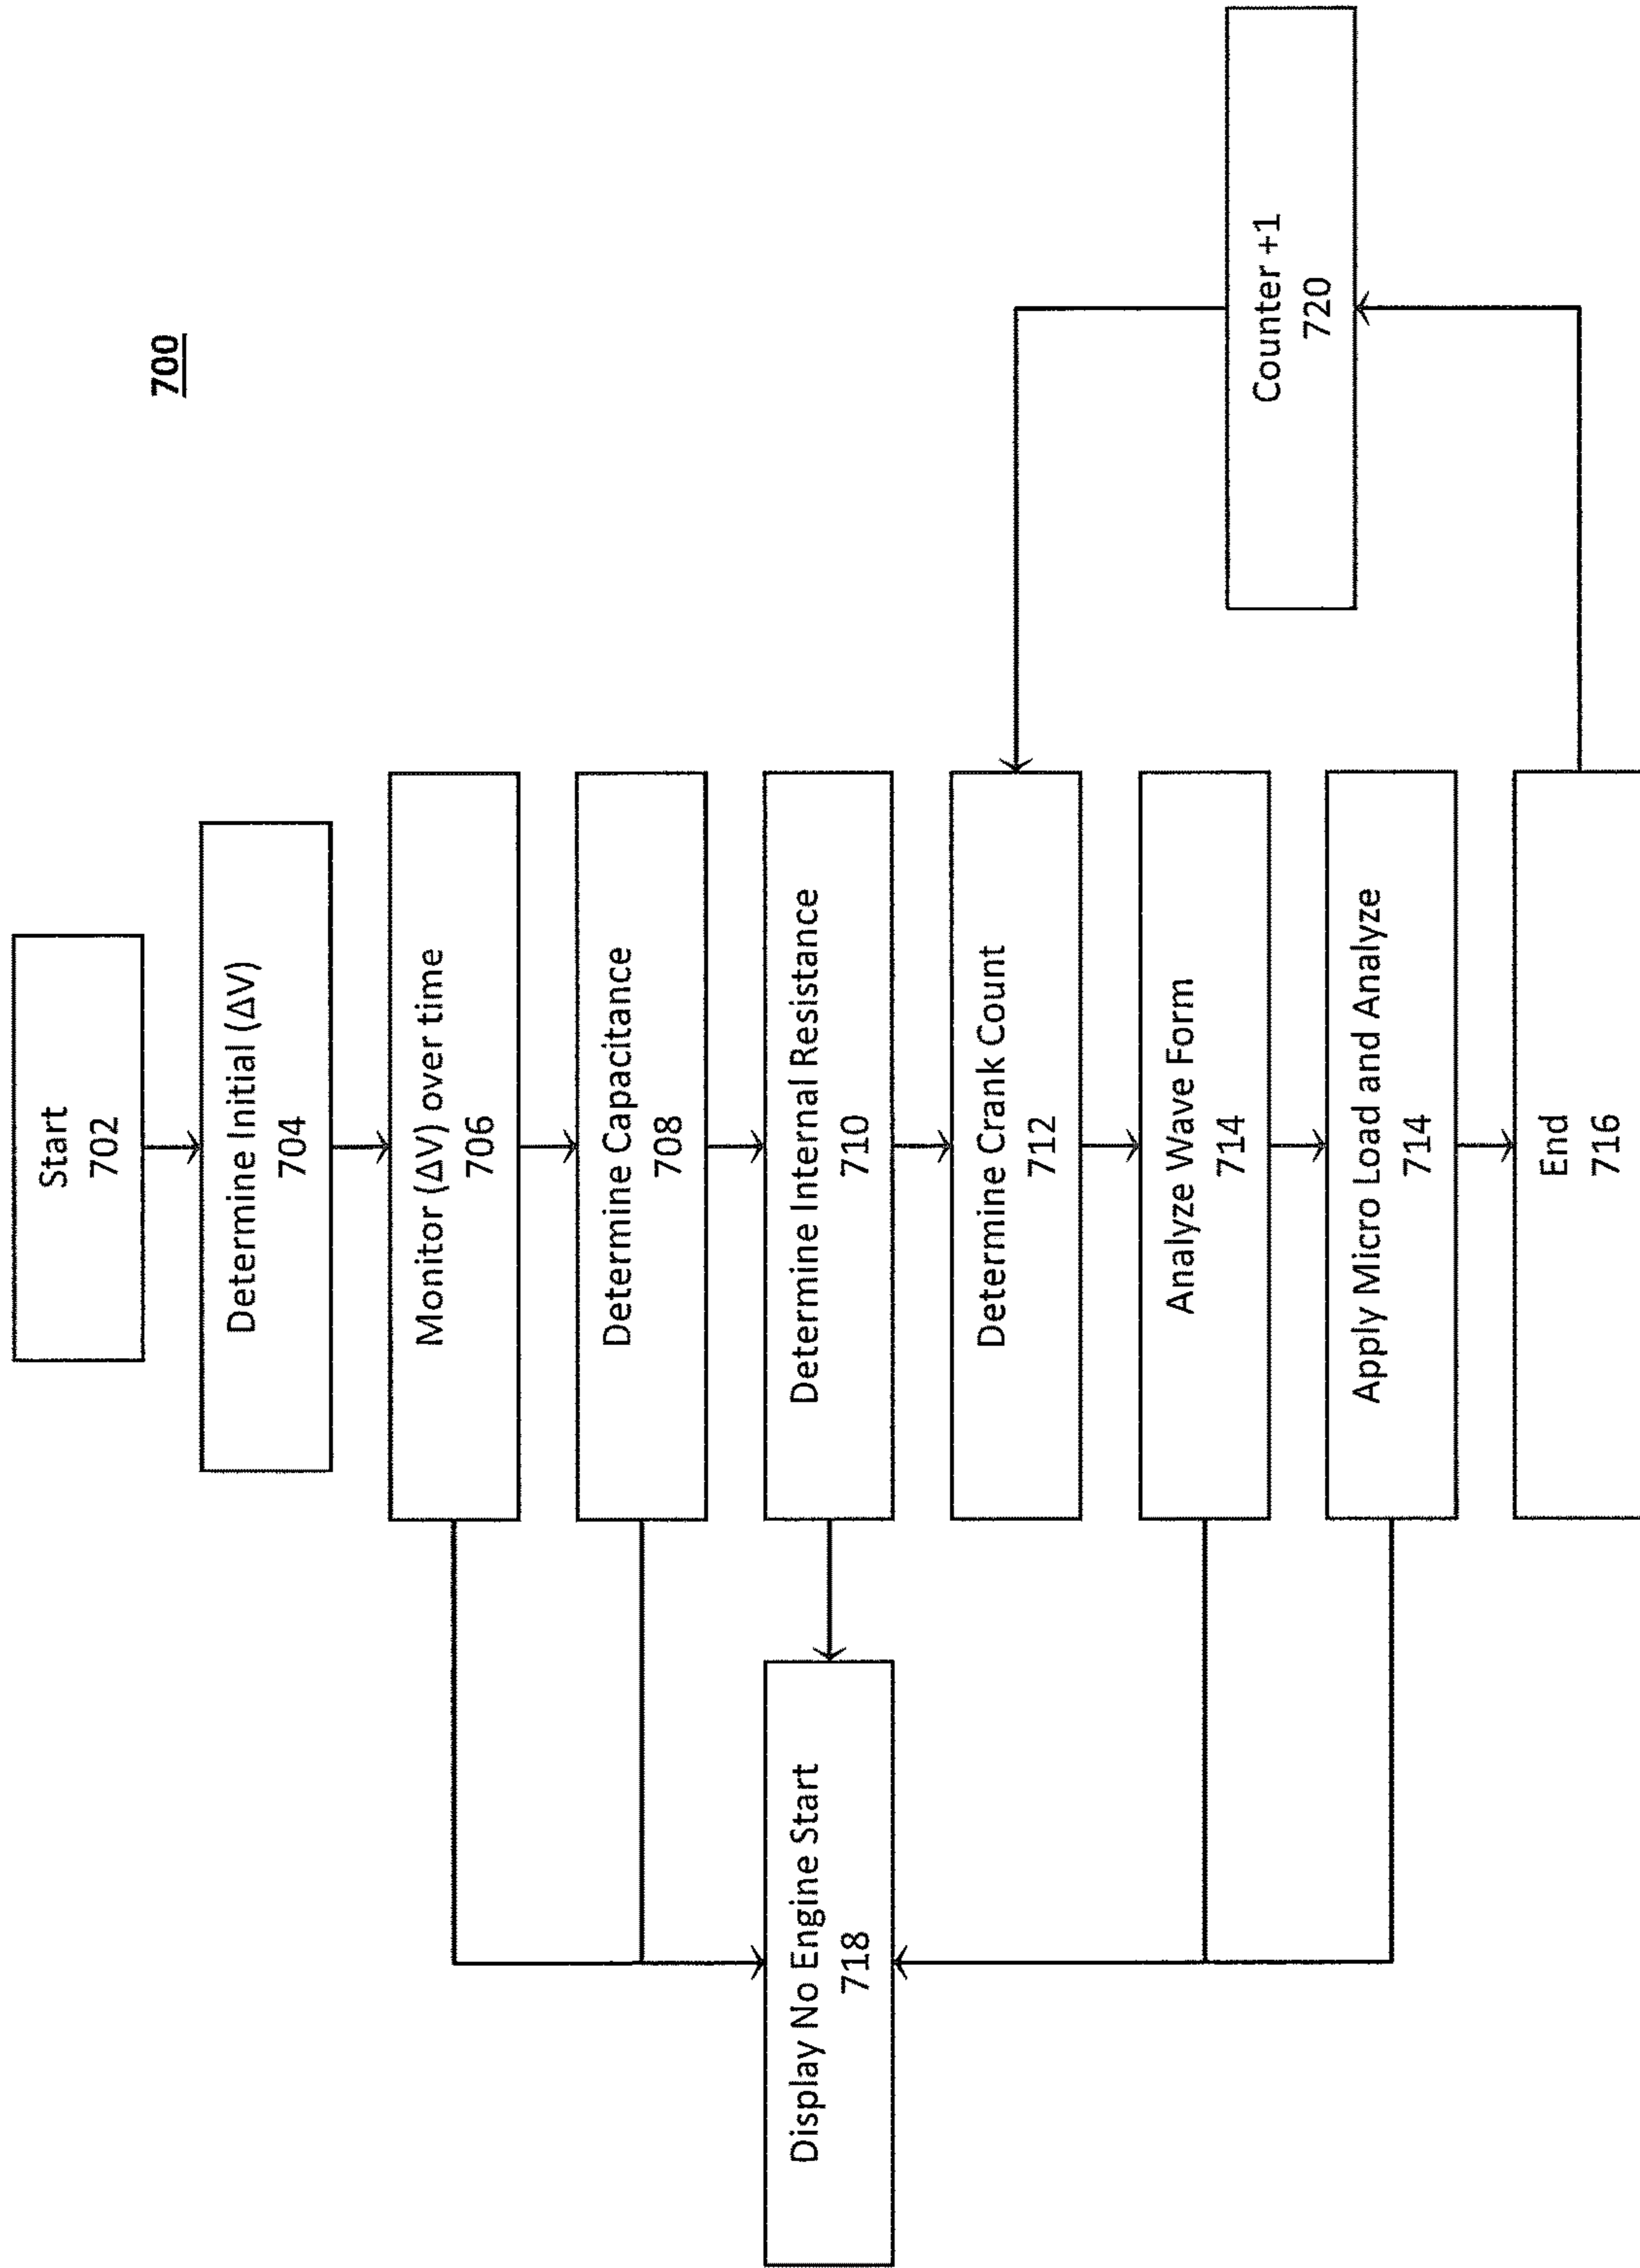 700
Start
702
Determine Initial (ΔV)
704
Monitor (ΔV) over time
706
Determine Capacitance
708
Determine Internal Resistance
710
Display No Engine Start
718
Determine Crank Count
712
Analyze Wave Form
714
Counter +1
720
Apply Micro Load and Analyze
714
End
716